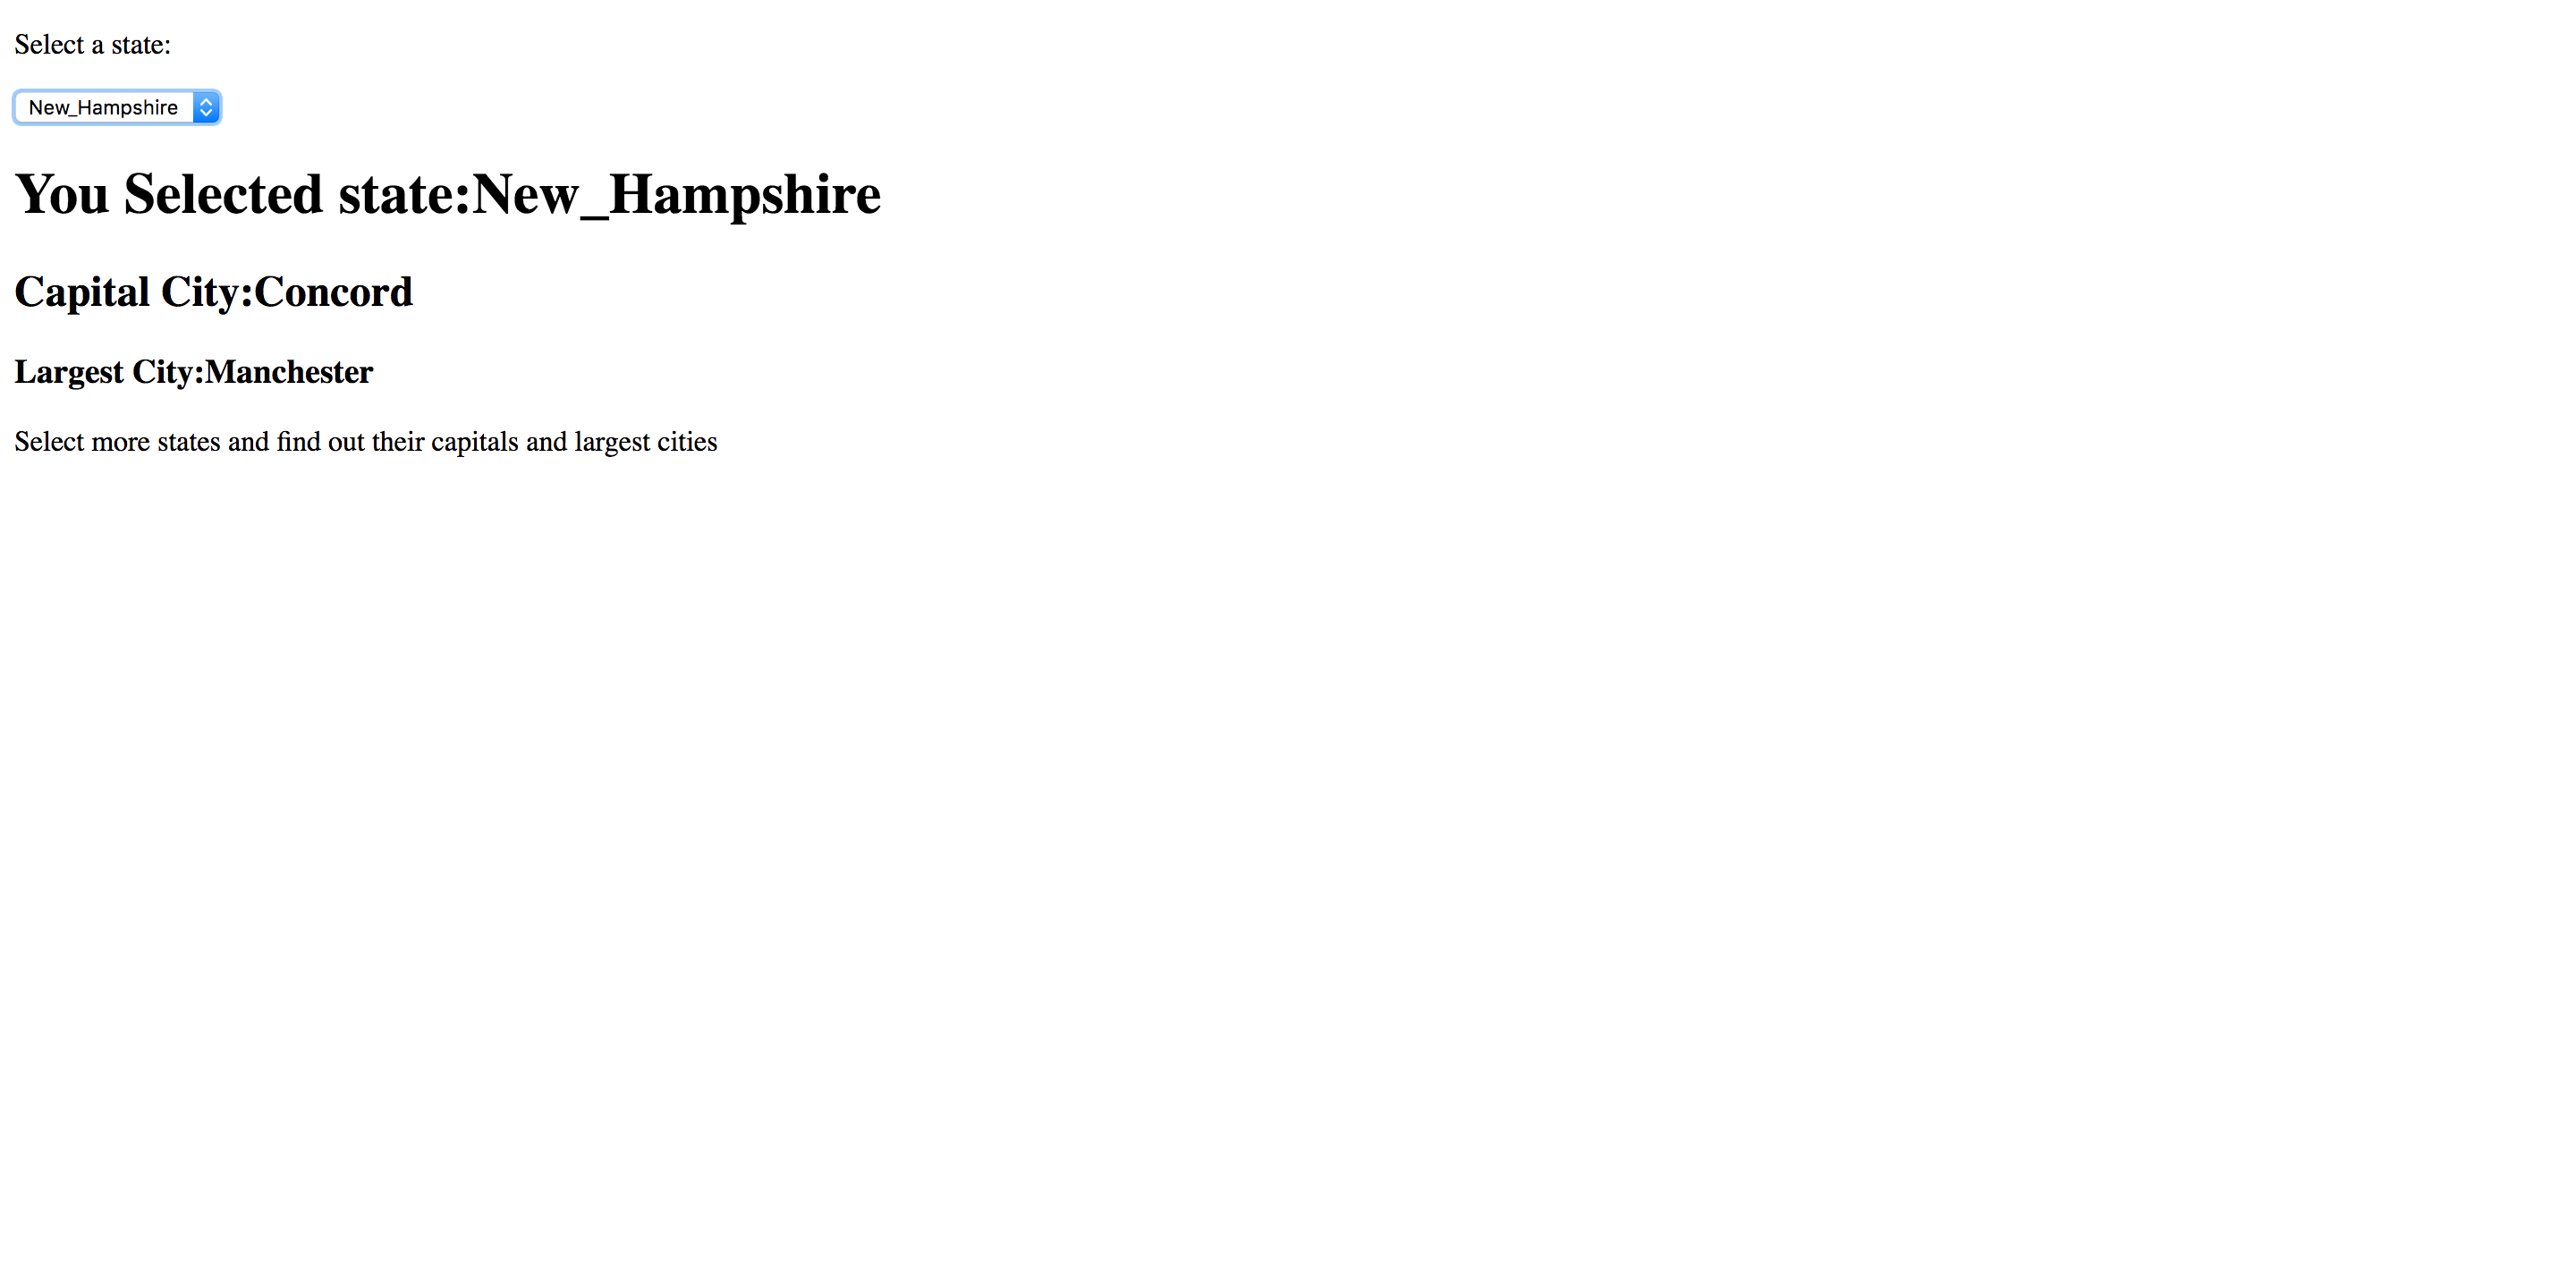 Select a state:
New_Hampshire
You Selected state:New_Hampshire
Capital City:Concord
Largest City:Manchester
Select more states and find out their capitals and largest cities